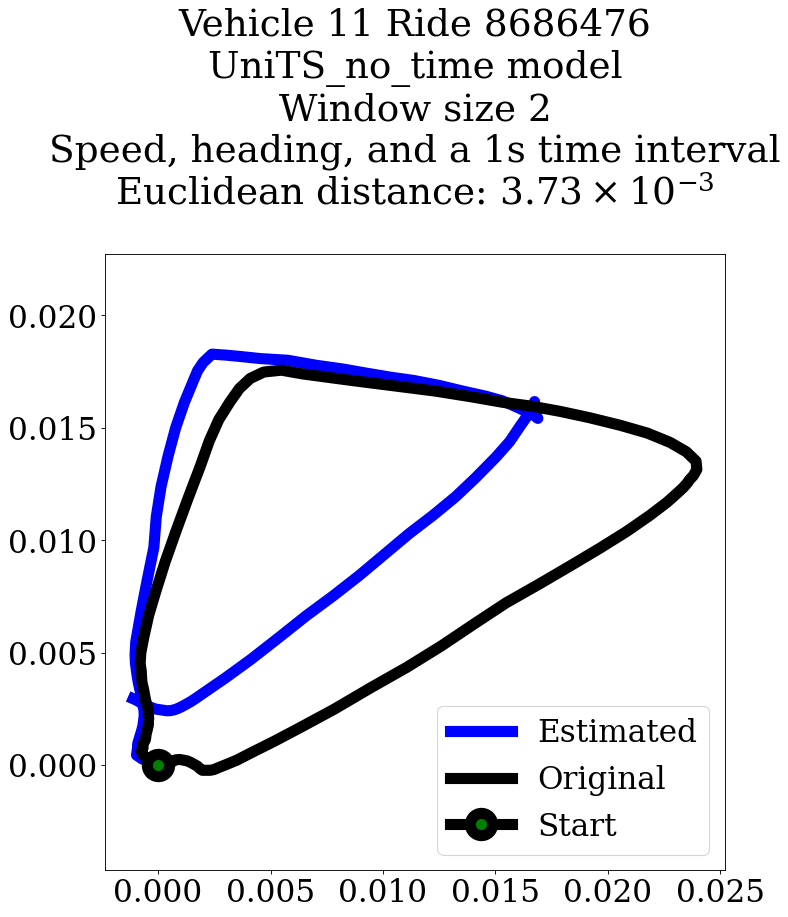 Vehicle 11 Ride 8686476
UniTS_no_time model
Window size 2
Speed, heading, and a 1s time interval
Euclidean distance: 3.73 × 10⁻³
0.020
0.015
0.010
0.005
0.000
Estimated
Original
Start
0.000 0.005 0.010 0.015 0.020 0.025